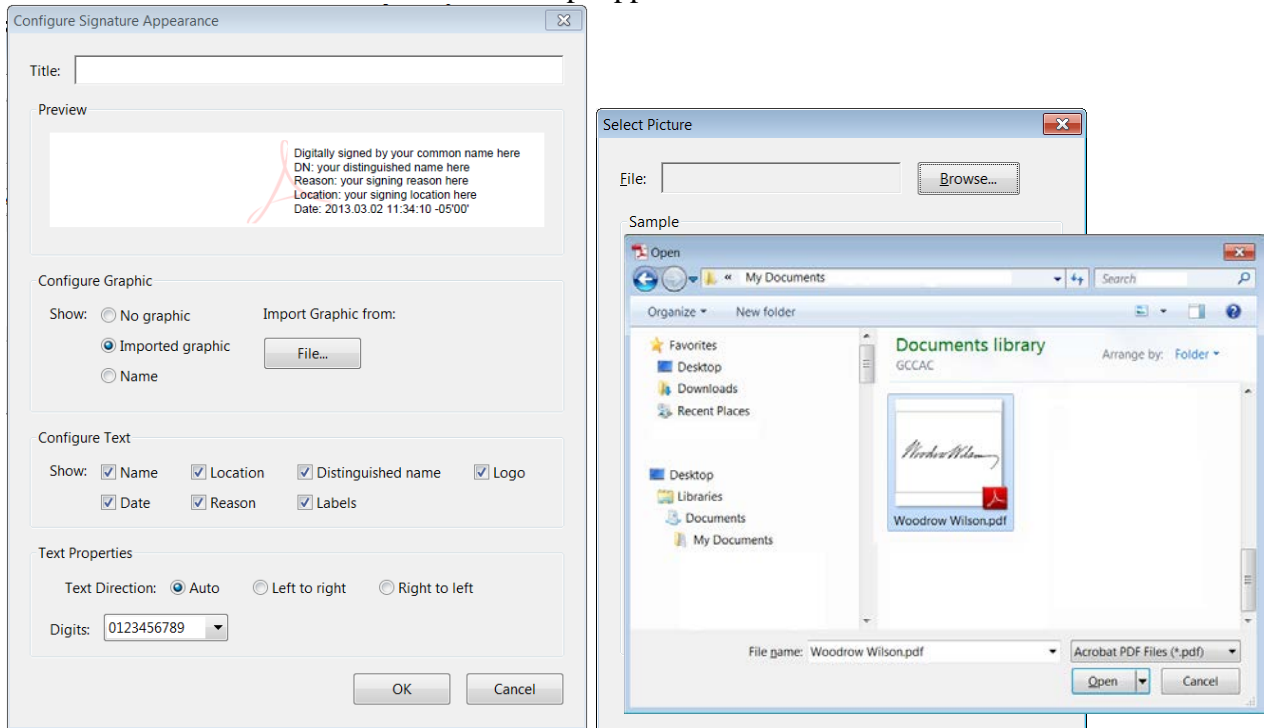 Configure Signature Appearance
Title:
Preview
Digitally signed by your common name here
DN: your distinguished name here
Reason: your signing reason here
Location: your signing location here
Date: 2013.03.02 11:34:10 -05'00'
Configure Graphic
Show: No graphic Import Graphic from:
Imported graphic File...
Name
Configure Text
Show: Name Location Distinguished name Logo
Date Reason Labels
Text Properties
Text Direction: Auto Left to right Right to left
Digits: 0123456789
OK Cancel
Select Picture
File: Browse...
Sample
Open
« My Documents Search
Organize New folder
Favorites
Desktop
Downloads
Recent Places
Desktop
Libraries
Documents
My Documents
Documents library
GCCAC
Arrange by: Folder
Woodrow Wilson
Woodrow Wilson.pdf
File name: Woodrow Wilson.pdf Acrobat PDF Files (*.pdf)
Open Cancel